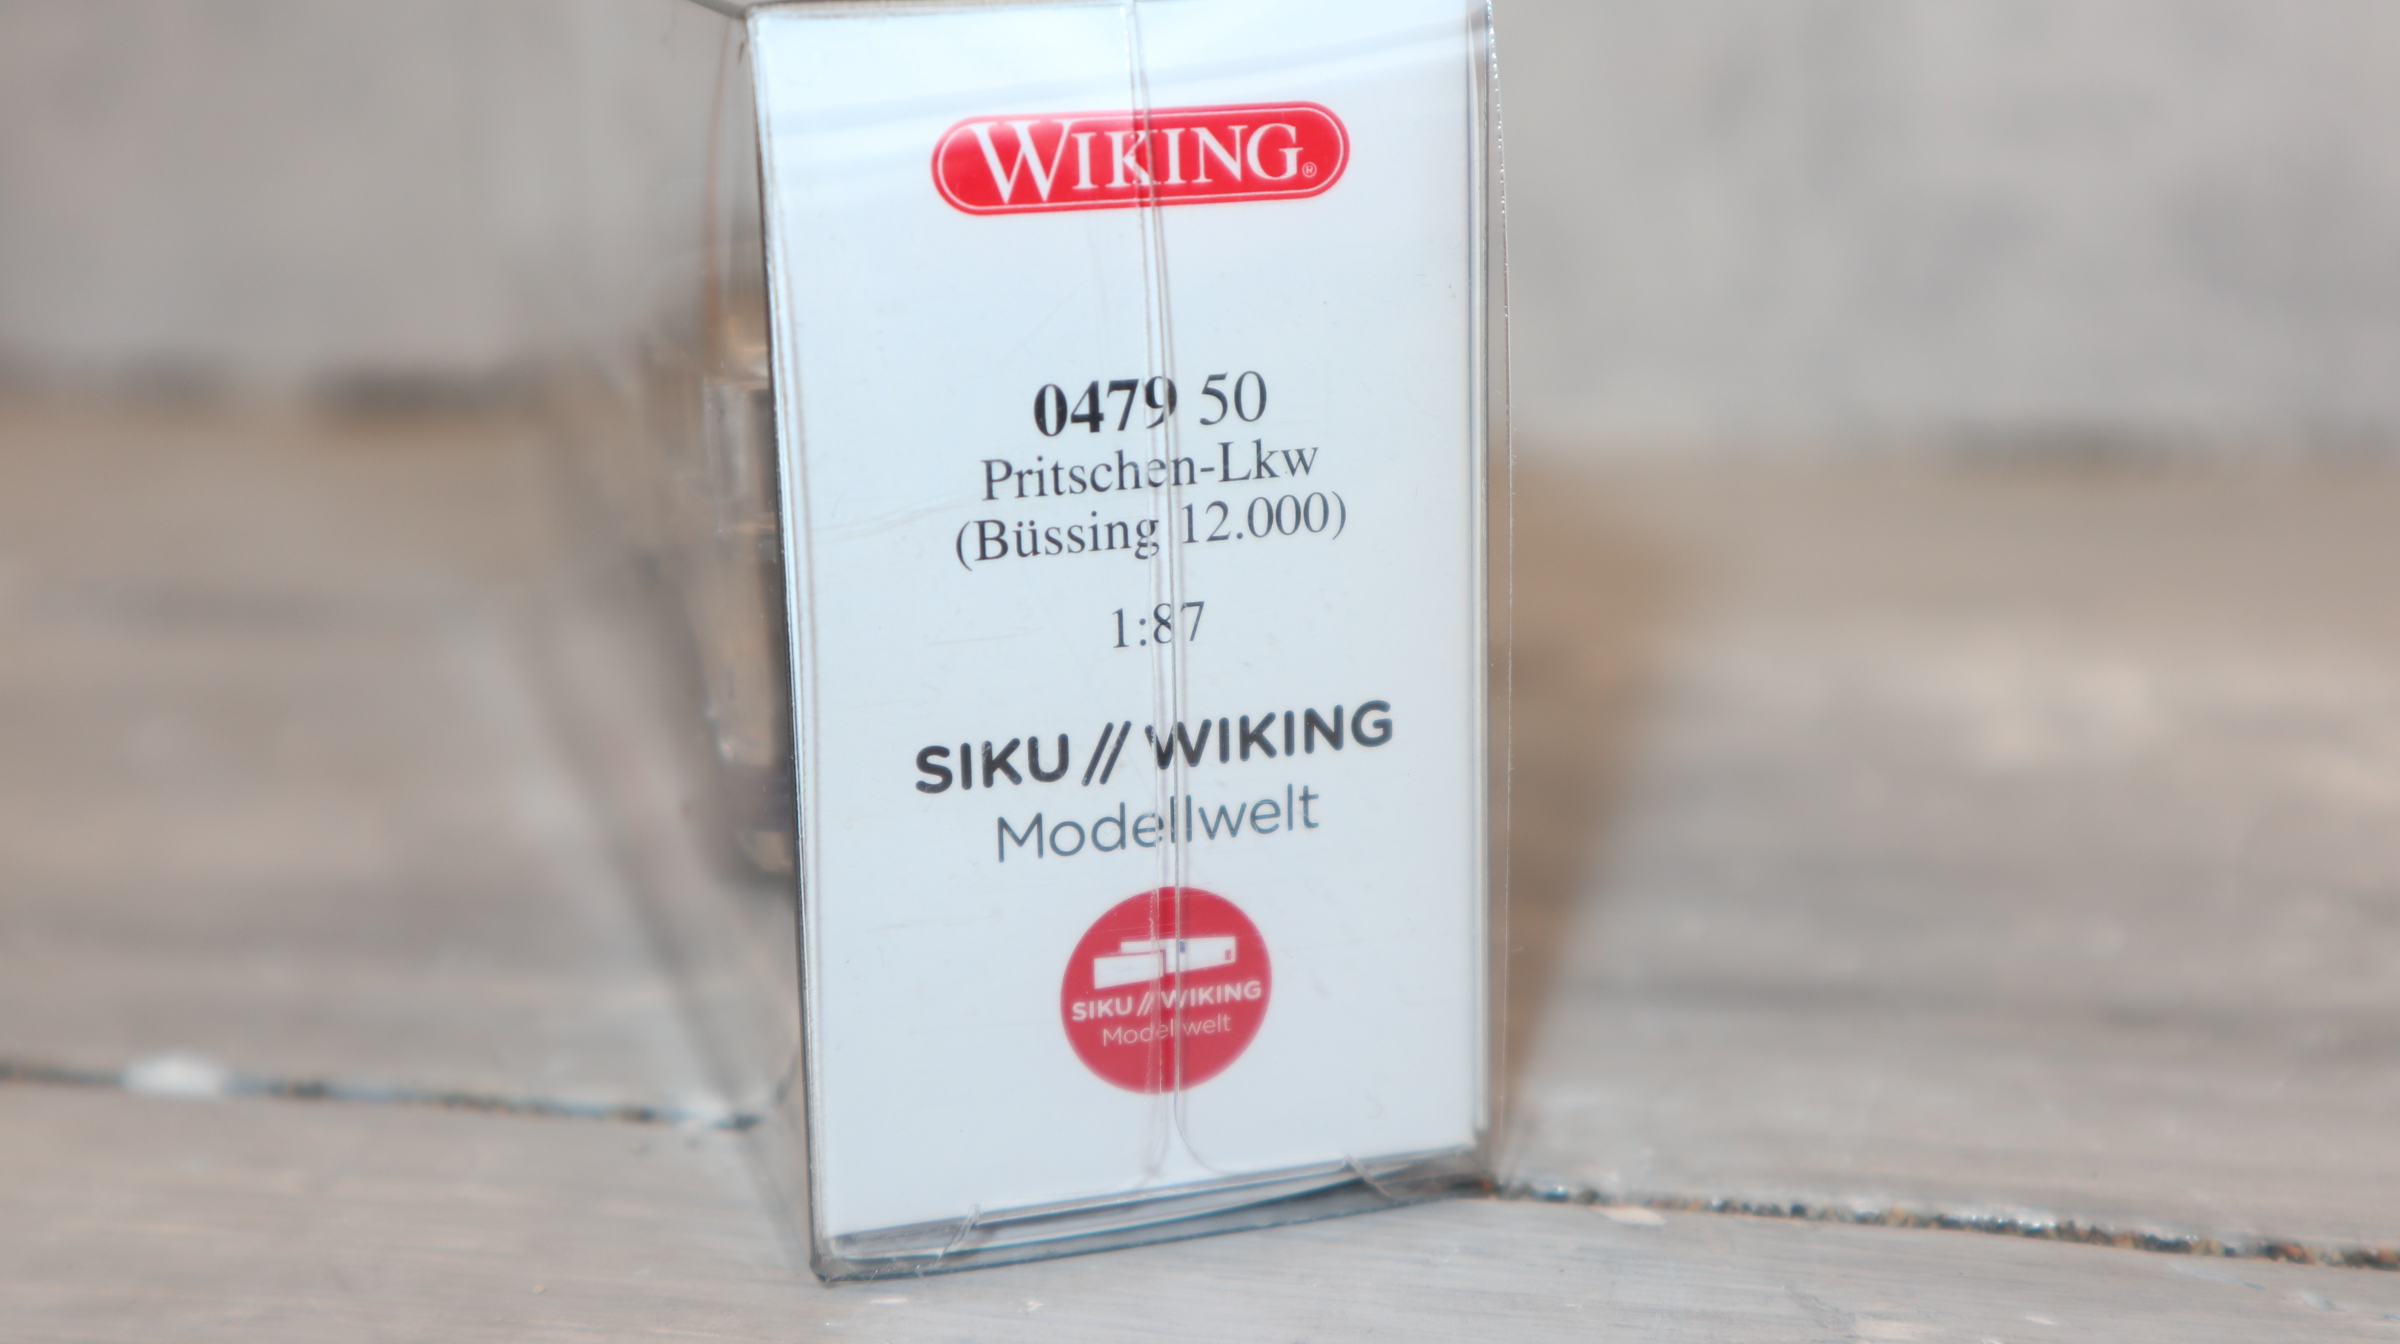 WIKING®
0479 50
Pritschen-Lkw
(Büssing 12.000)
1:87
SIKU // WIKING
Modellwelt
SIKU // WIKING
Modellwelt